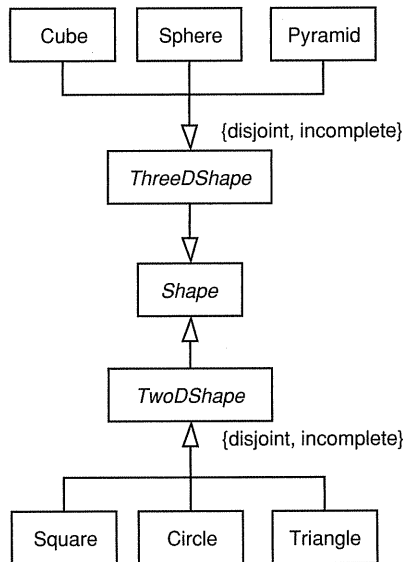 Cube Sphere Pyramid
{disjoint, incomplete}
ThreeDShape
Shape
TwoDShape
{disjoint, incomplete}
Square Circle Triangle